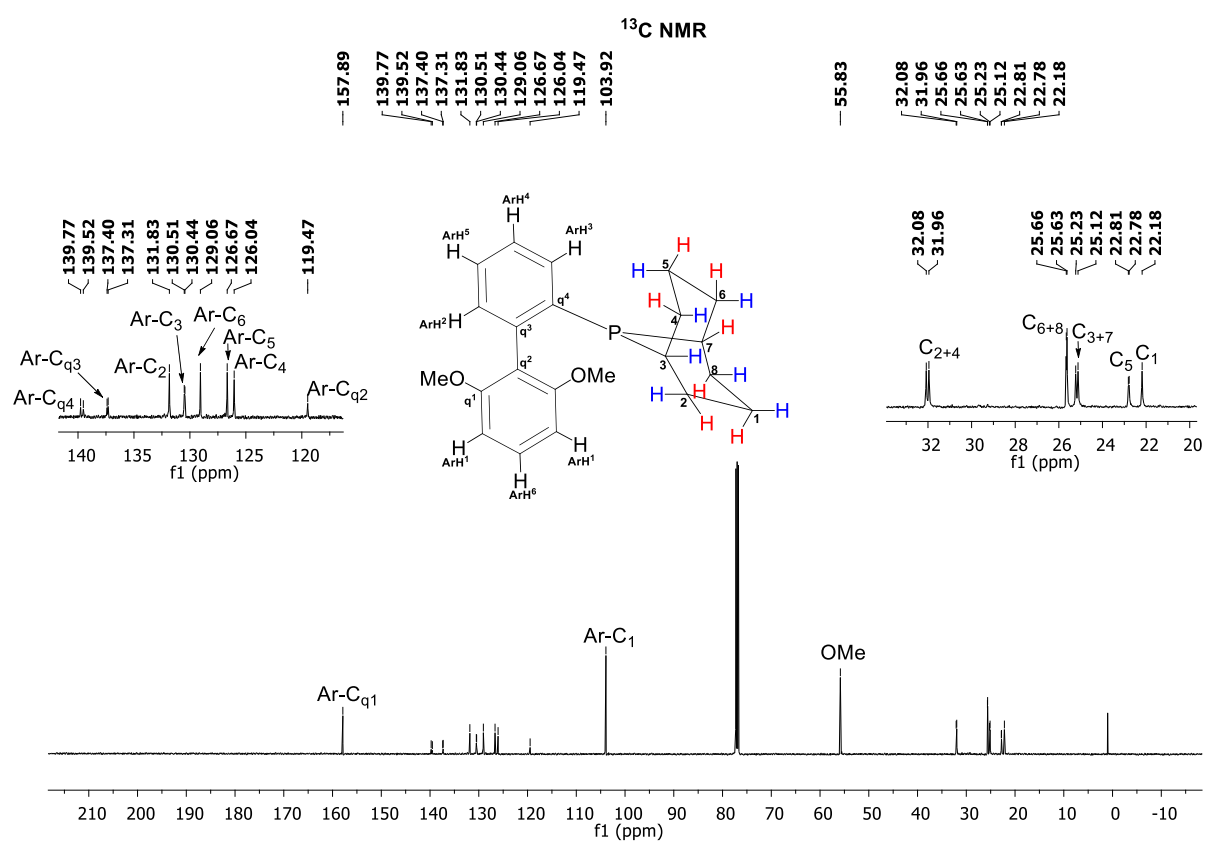 ¹³C NMR
157.89
139.77
139.52
137.40
137.31
131.83
130.51
130.44
129.06
126.67
126.04
119.47
103.92
55.83
32.08
31.96
25.66
25.63
25.23
25.12
22.81
22.78
22.18
139.77
139.52
137.40
137.31
131.83
130.51
130.44
129.06
126.67
126.04
119.47
Ar-C₃
Ar-C₆
Ar-C₅
Ar-Cq3
Ar-C₂
Ar-C₄
Ar-Cq4
Ar-Cq2
140 135 130 125 120
f1 (ppm)
ArH⁴
H
ArH⁵
H
H
ArH³
H
ArH²
q⁴
q³
q²
P
MeO
OMe
q¹
H
ArH¹
H
ArH¹
H
ArH⁶
H
5
H
H
H
6
H
H
4
H
H
7
H
3
8
H
H
H
2
H
1
H
H
32.08
31.96
25.66
25.63
25.23
25.12
22.81
22.78
22.18
C₆₊₈
C₃₊₇
C₂₊₄
C₅
C₁
32 30 28 26 24 22 20
f1 (ppm)
Ar-Cq1
Ar-C₁
OMe
210 200 190 180 170 160 150 140 130 120 110 100 90 80 70 60 50 40 30 20 10 0 -10
f1 (ppm)